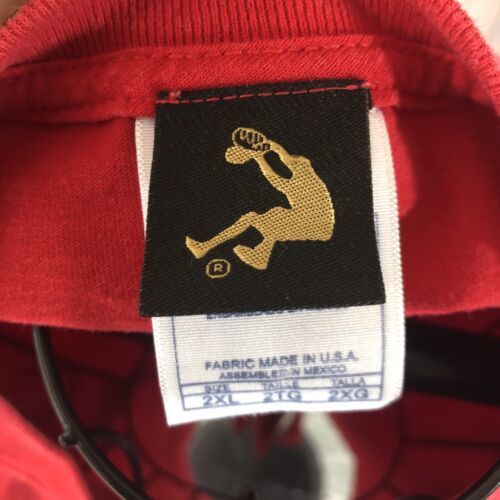 ®
FABRIC MADE IN U.S.A.
ASSEMBLED IN MEXICO
SIZE TAILLE TALLA
2XL 2TG 2XG